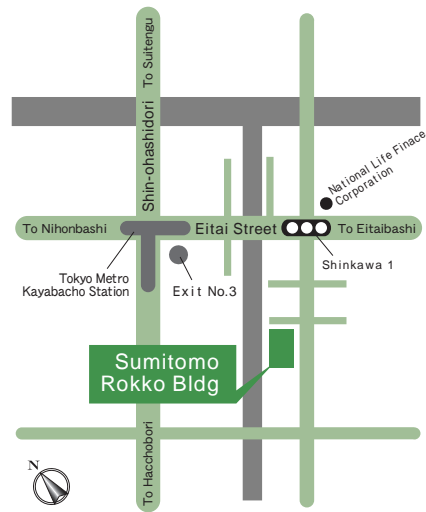 To Suitengu
Shin-ohashidori
National Life Finace
Corporation
To Nihonbashi
Eitai Street
To Eitaibashi
Tokyo Metro
Kayabacho Station
Exit No.3
Shinkawa 1
Sumitomo
Rokko Bldg
To Hacchobori
N